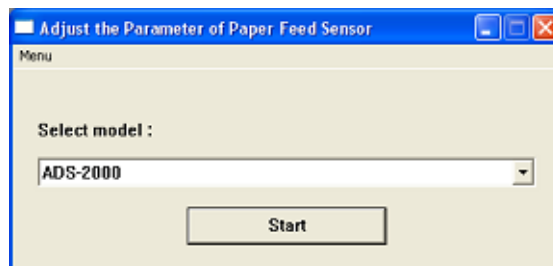 Adjust the Parameter of Paper Feed Sensor
Menu
Select model :
ADS-2000
Start